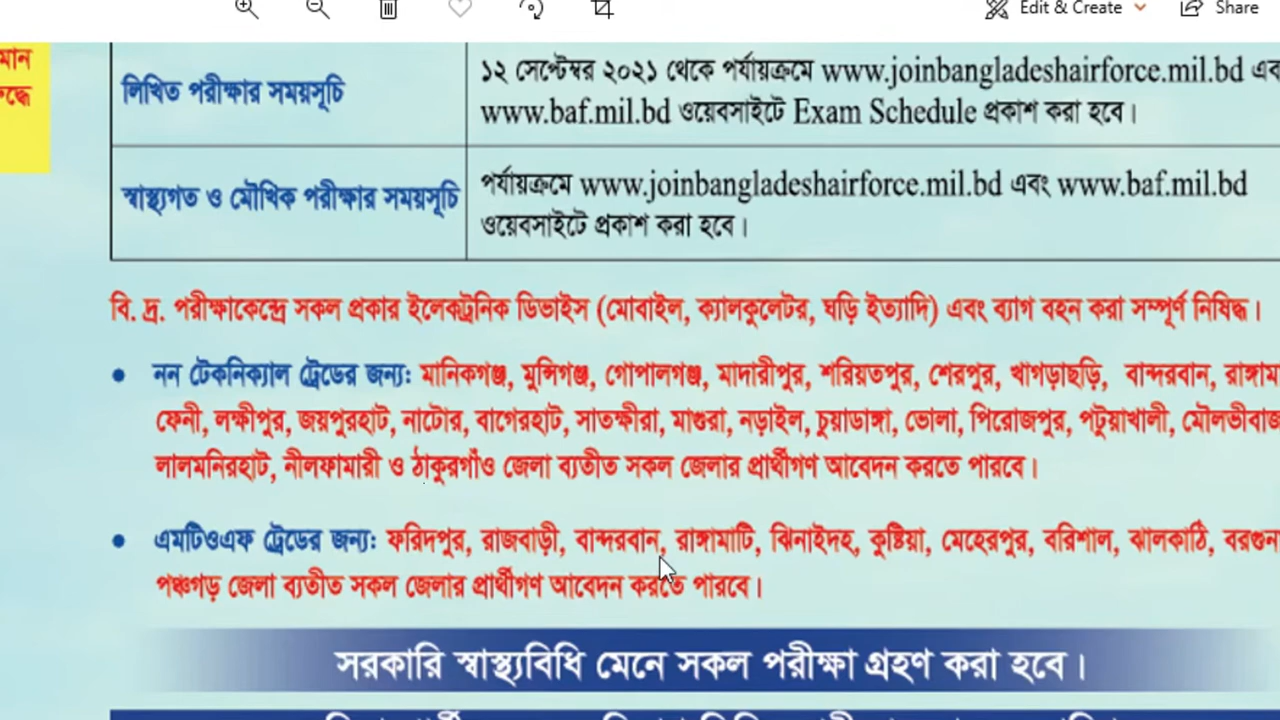 Edit & Create
Share
লিখিত পরীক্ষার সময়সূচি
১২ সেপ্টেম্বর ২০২১ থেকে পর্যায়ক্রমে www.joinbangladeshairforce.mil.bd
www.baf.mil.bd ওয়েবসাইটে Exam Schedule প্রকাশ করা হবে।
স্বাস্থ্যগত ও মৌখিক পরীক্ষার সময়সূচি
পর্যায়ক্রমে www.joinbangladeshairforce.mil.bd এবং www.baf.mil.bd
ওয়েবসাইটে প্রকাশ করা হবে।
বি. দ্র. পরীক্ষাকেন্দ্রে সকল প্রকার ইলেকট্রনিক ডিভাইস (মোবাইল, ক্যালকুলেটর, ঘড়ি ইত্যাদি) এবং ব্যাগ বহন করা সম্পূর্ণ নিষিদ্ধ।
• নন টেকনিক্যাল ট্রেডের জন্য: মানিকগঞ্জ, মুন্সিগঞ্জ, গোপালগঞ্জ, মাদারীপুর, শরিয়তপুর, শেরপুর, খাগড়াছড়ি, বান্দরবান,
ফেনী, লক্ষীপুর, জয়পুরহাট, নাটোর, বাগেরহাট, সাতক্ষীরা, মাগুরা, নড়াইল, চুয়াডাঙ্গা, ভোলা, পিরোজপুর, পটুয়াখালী,
লালমনিরহাট, নীলফামারী ও ঠাকুরগাঁও জেলা ব্যতীত সকল জেলার প্রার্থীগণ আবেদন করতে পারবে।
• এমটিওএফ ট্রেডের জন্য: ফরিদপুর, রাজবাড়ী, বান্দরবান, রাঙ্গামাটি, ঝিনাইদহ, কুষ্টিয়া, মেহেরপুর, বরিশাল, ঝালকাঠি,
পঞ্চগড় জেলা ব্যতীত সকল জেলার প্রার্থীগণ আবেদন করতে পারবে।
সরকারি স্বাস্থ্যবিধি মেনে সকল পরীক্ষা গ্রহণ করা হবে।